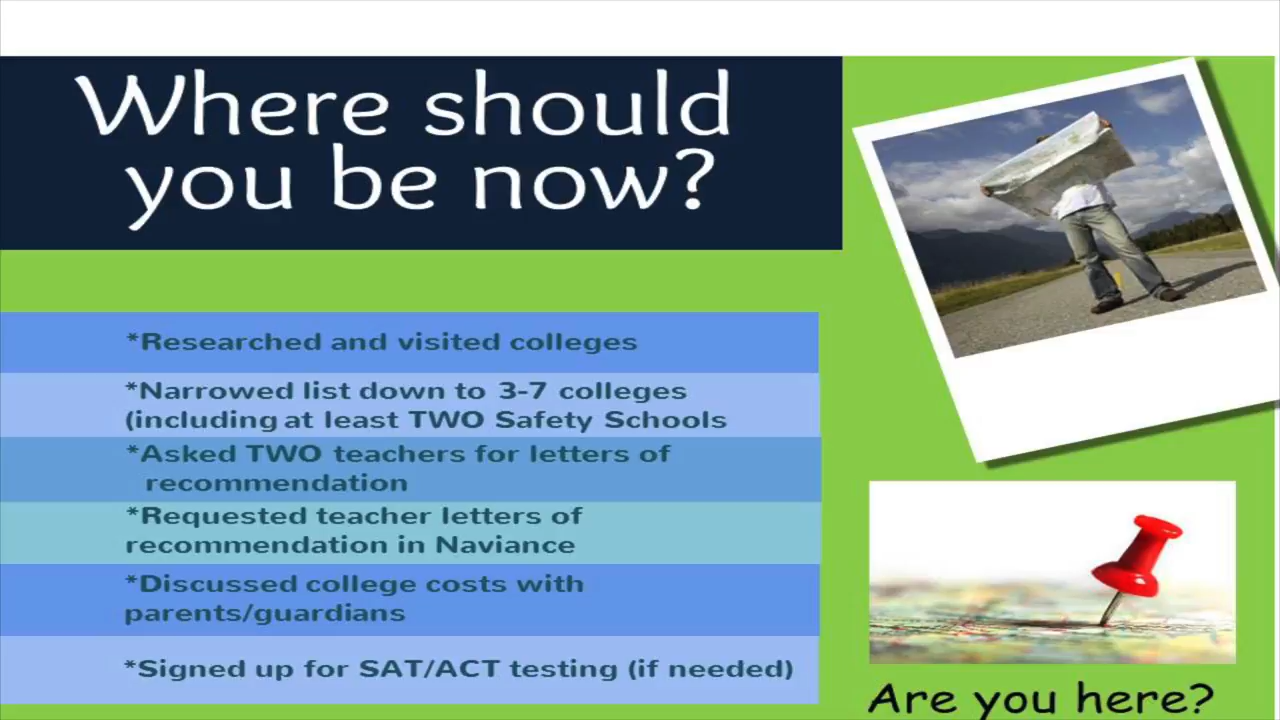 Where should
you be now?
*Researched and visited colleges
*Narrowed list down to 3-7 colleges
(including at least TWO Safety Schools
*Asked TWO teachers for letters of
recommendation
*Requested teacher letters of
recommendation in Naviance
*Discussed college costs with
parents/guardians
*Signed up for SAT/ACT testing (if needed)
Are you here?